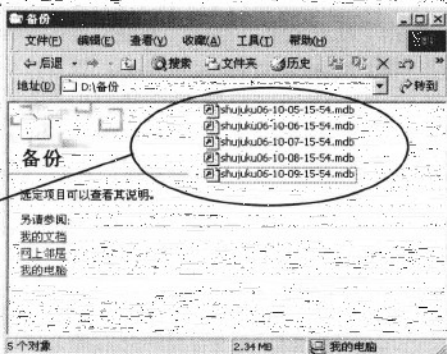 备份
文件(F) 编辑(E) 查看(V) 收藏(A) 工具(T) 帮助(H)
后退 搜索 文件夹 历史
地址(D) D:\备份 转到
shujuku06-10-05-15-54.mdb
shujuku06-10-06-15-54.mdb
shujuku06-10-07-15-54.mdb
shujuku06-10-08-15-54.mdb
shujuku06-10-09-15-54.mdb
备份
选定项目可以查看其说明。
另请参阅:
我的文档
网上邻居
我的电脑
5 个对象 2.34 MB 我的电脑